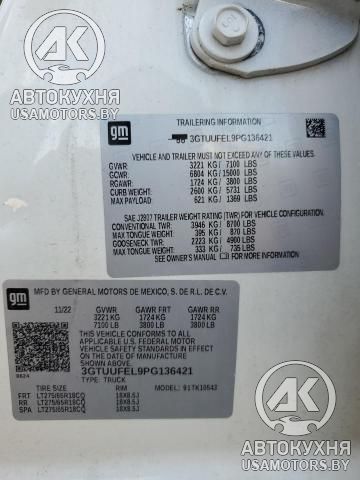 АК
АВТОКУХНЯ
USAMOTORS.BY
gm
TRAILERING INFORMATION
3GTUUFEL9PG136421
VEHICLE AND TRAILER MUST NOT EXCEED ANY OF THESE WEIGHTS
GVWR: 3221 KG/ 7100 LBS
GCWR: 6804 KG/ 15000 LBS
RGAWR: 1724 KG/ 3800 LBS
CURB WEIGHT: 2600 KG/ 5731 LBS
MAX PAYLOAD: 621 KG/ 1369 LBS
SAE J2807 TRAILER WEIGHT RATING (TWR) FOR VEHICLE CONFIGURATION.
CONVENTIONAL TWR: 3946 KG/ 8700 LBS
MAX TONGUE WEIGHT: 395 KG/ 870 LBS
GOOSENECK TWR: 2223 KG/ 4900 LBS
MAX TONGUE WEIGHT: 333 KG/ 735 LBS
SEE OWNER'S MANUAL FOR MORE INFORMATION
gm
MFD BY GENERAL MOTORS DE MEXICO, S. DE R.L. DE C.V.
11/22 GVWR GAWR FRT GAWR RR
3221 KG 1724 KG 1724 KG
7100 LB 3800 LB 3800 LB
THIS VEHICLE CONFORMS TO ALL
APPLICABLE U.S. FEDERAL MOTOR
VEHICLE SAFETY STANDARDS IN
EFFECT ON THE DATE OF
MANUFACTURE SHOWN ABOVE.
3GTUUFEL9PG136421
9624 TYPE: TRUCK
TIRE SIZE RIM MODEL: 91TK10543
FRT LT275/65R18CQ 18X8.5J
RR LT275/65R18CQ 18X8.5J
SPA LT275/65R18CQ 18X8.5J